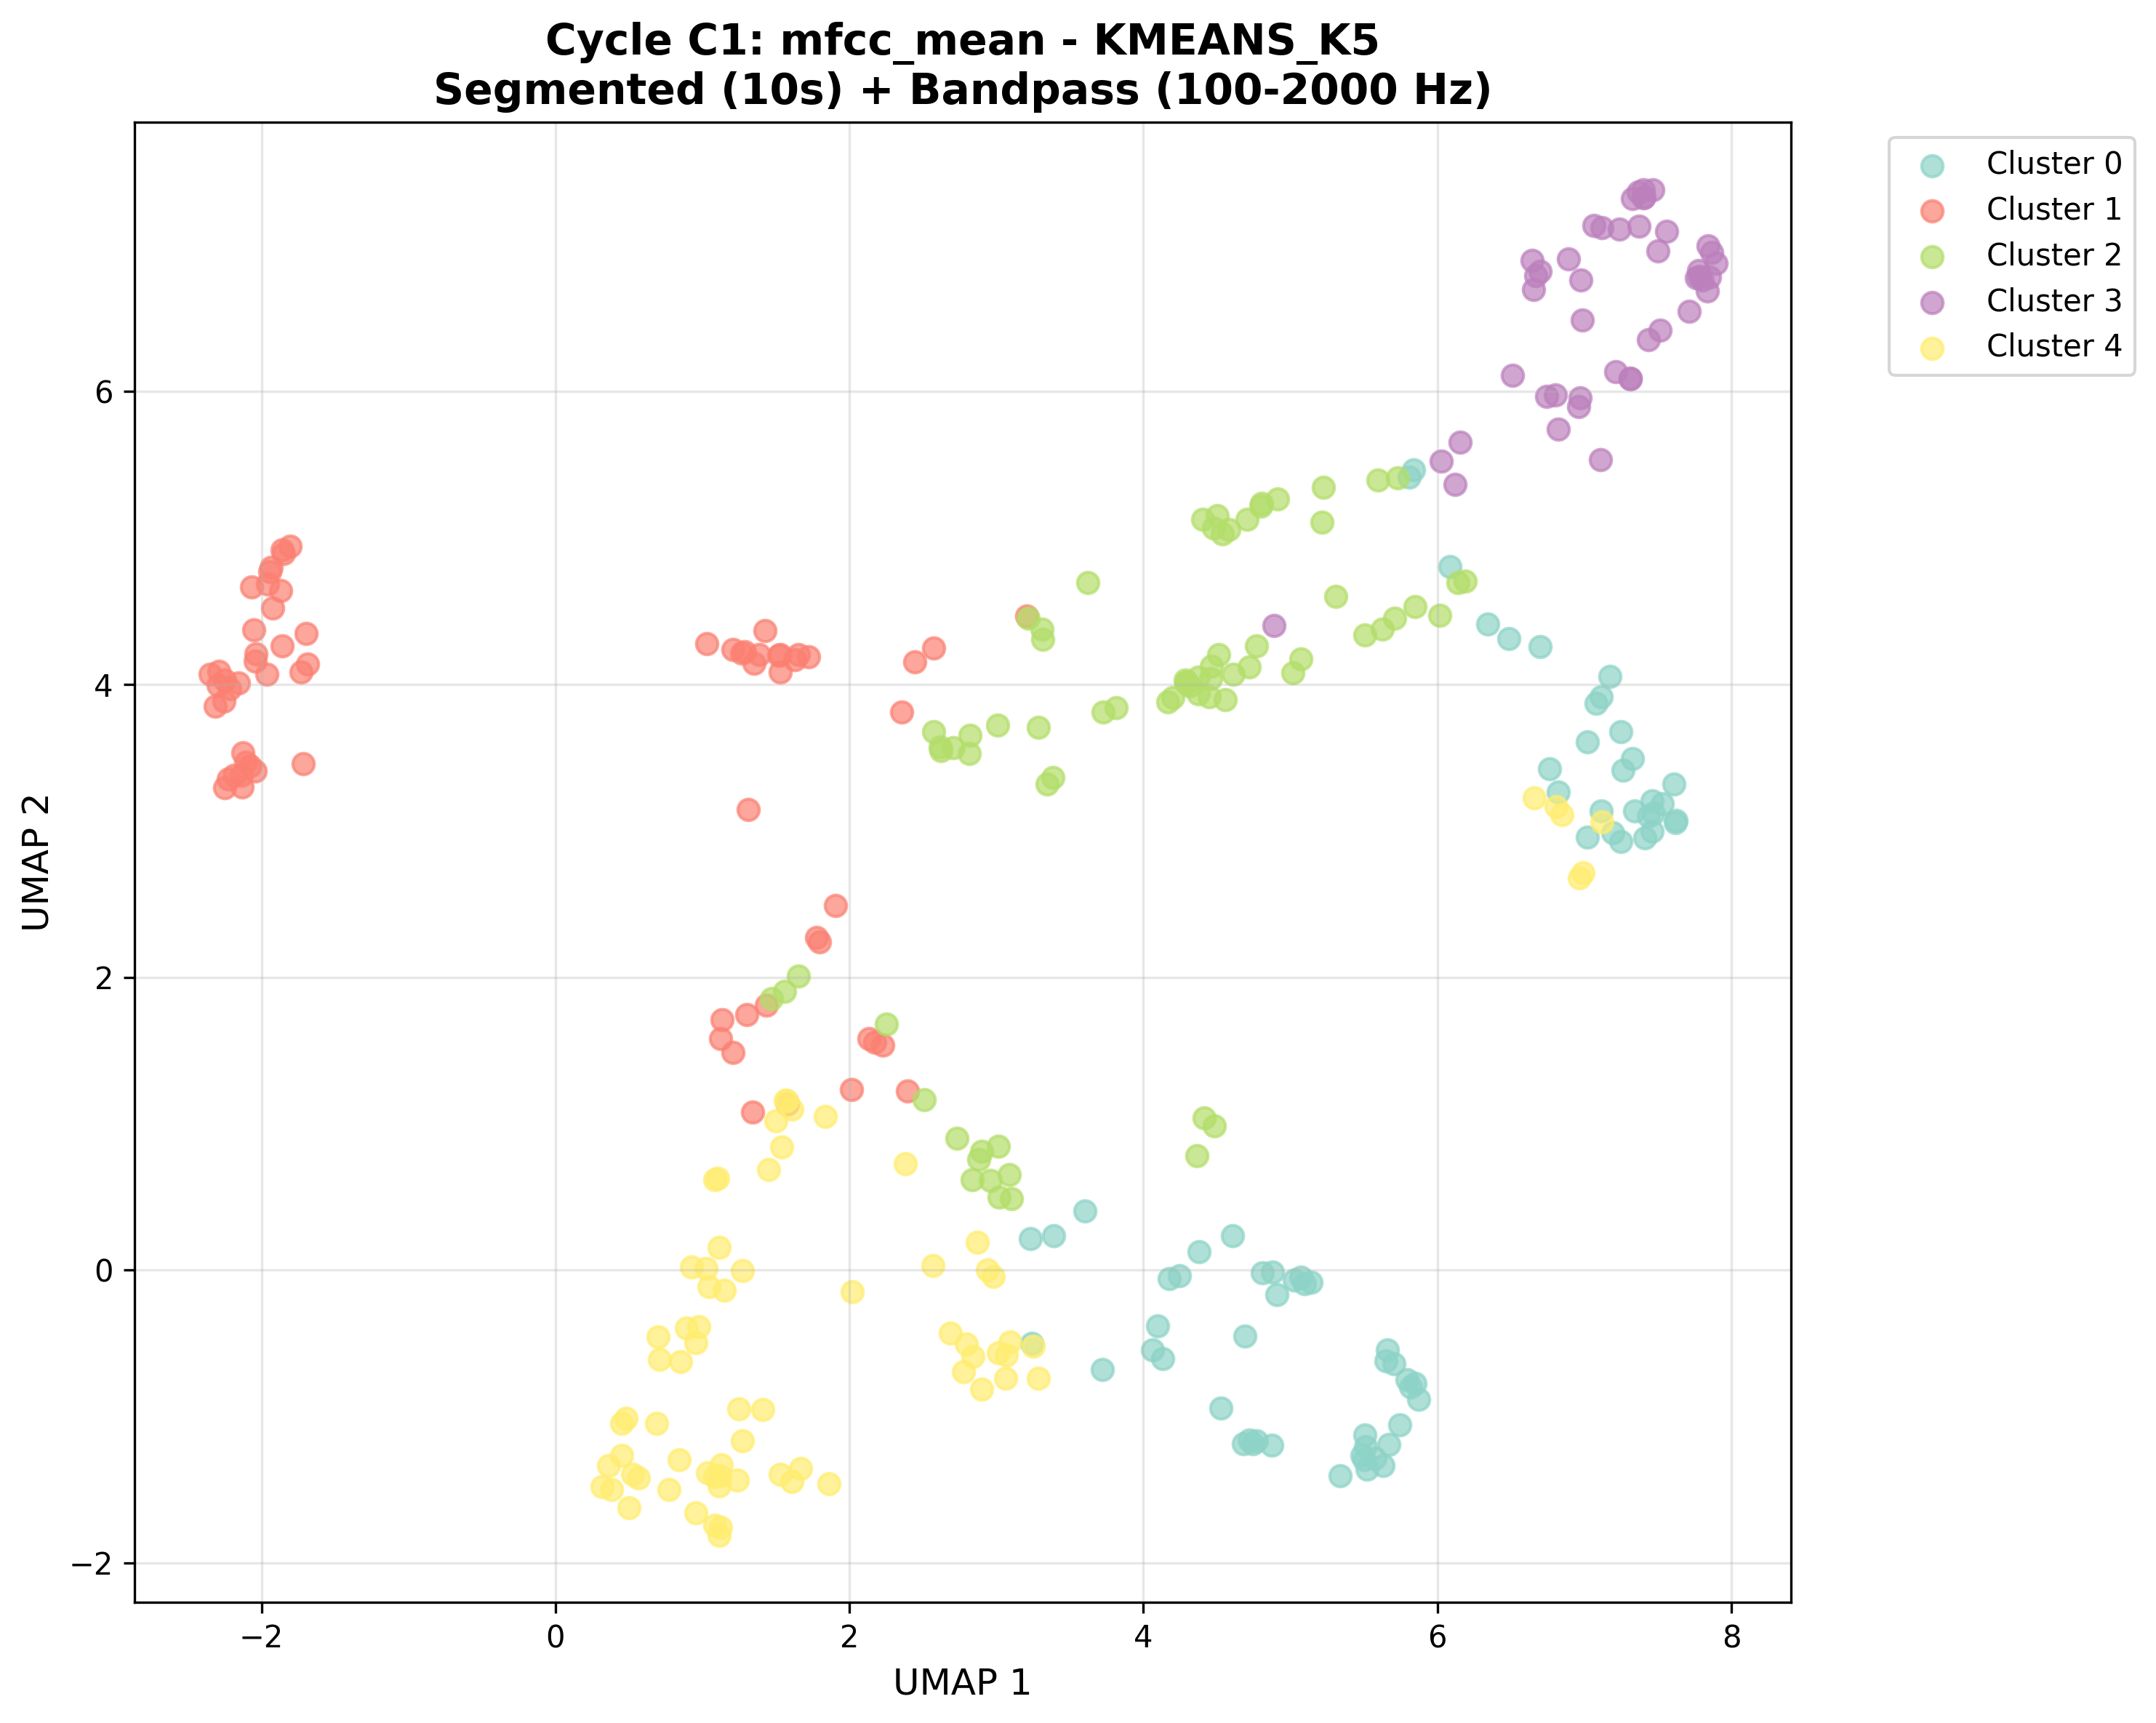 Cycle C1: mfcc_mean - KMEANS_K5
Segmented (10s) + Bandpass (100-2000 Hz)
Cluster 0
Cluster 1
Cluster 2
Cluster 3
Cluster 4
UMAP 2
6
4
2
0
−2
−2
0
2
4
6
8
UMAP 1